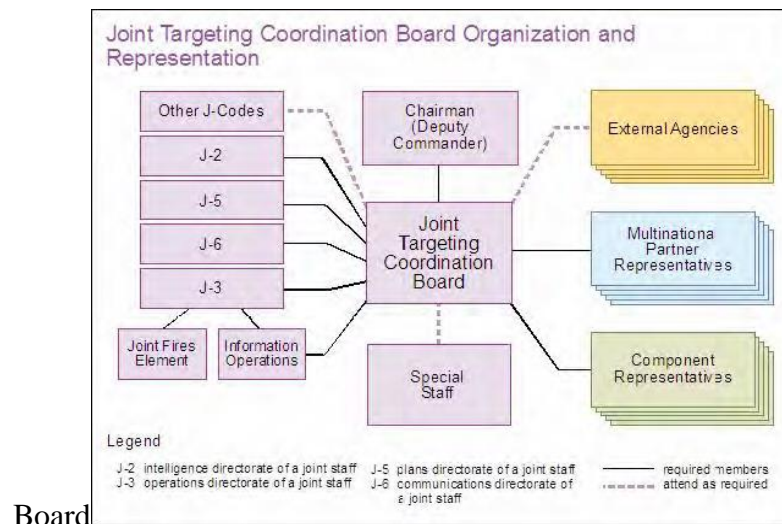 Joint Targeting Coordination Board Organization and
Representation
Other J-Codes
J-2
J-5
J-6
J-3
Joint Fires
Element
Information
Operations
Chairman
(Deputy
Commander)
Joint
Targeting
Coordination
Board
Special
Staff
External Agencies
Multinationa
Partner
Representatives
Component
Representatives
Legend
J-2 intelligence directorate of a joint staff
J-3 operations directorate of a joint staff
J-5 plans directorate of a joint staff
J-6 communications directorate of
a joint staff
required members
attend as required
Board